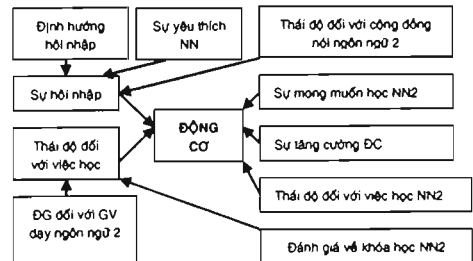 Định hướng
hội nhập
Sự yêu thích
NN
Thái độ đối với cộng đồng
nói ngôn ngữ 2
Sự hội nhập
Sự mong muốn học NN2
ĐỘNG
CƠ
Sự tăng cường ĐC
Thái độ đối
với việc học
Thái độ đối với việc học NN2
ĐG đối với GV
dạy ngôn ngữ 2
Đánh giá về khóa học NN2